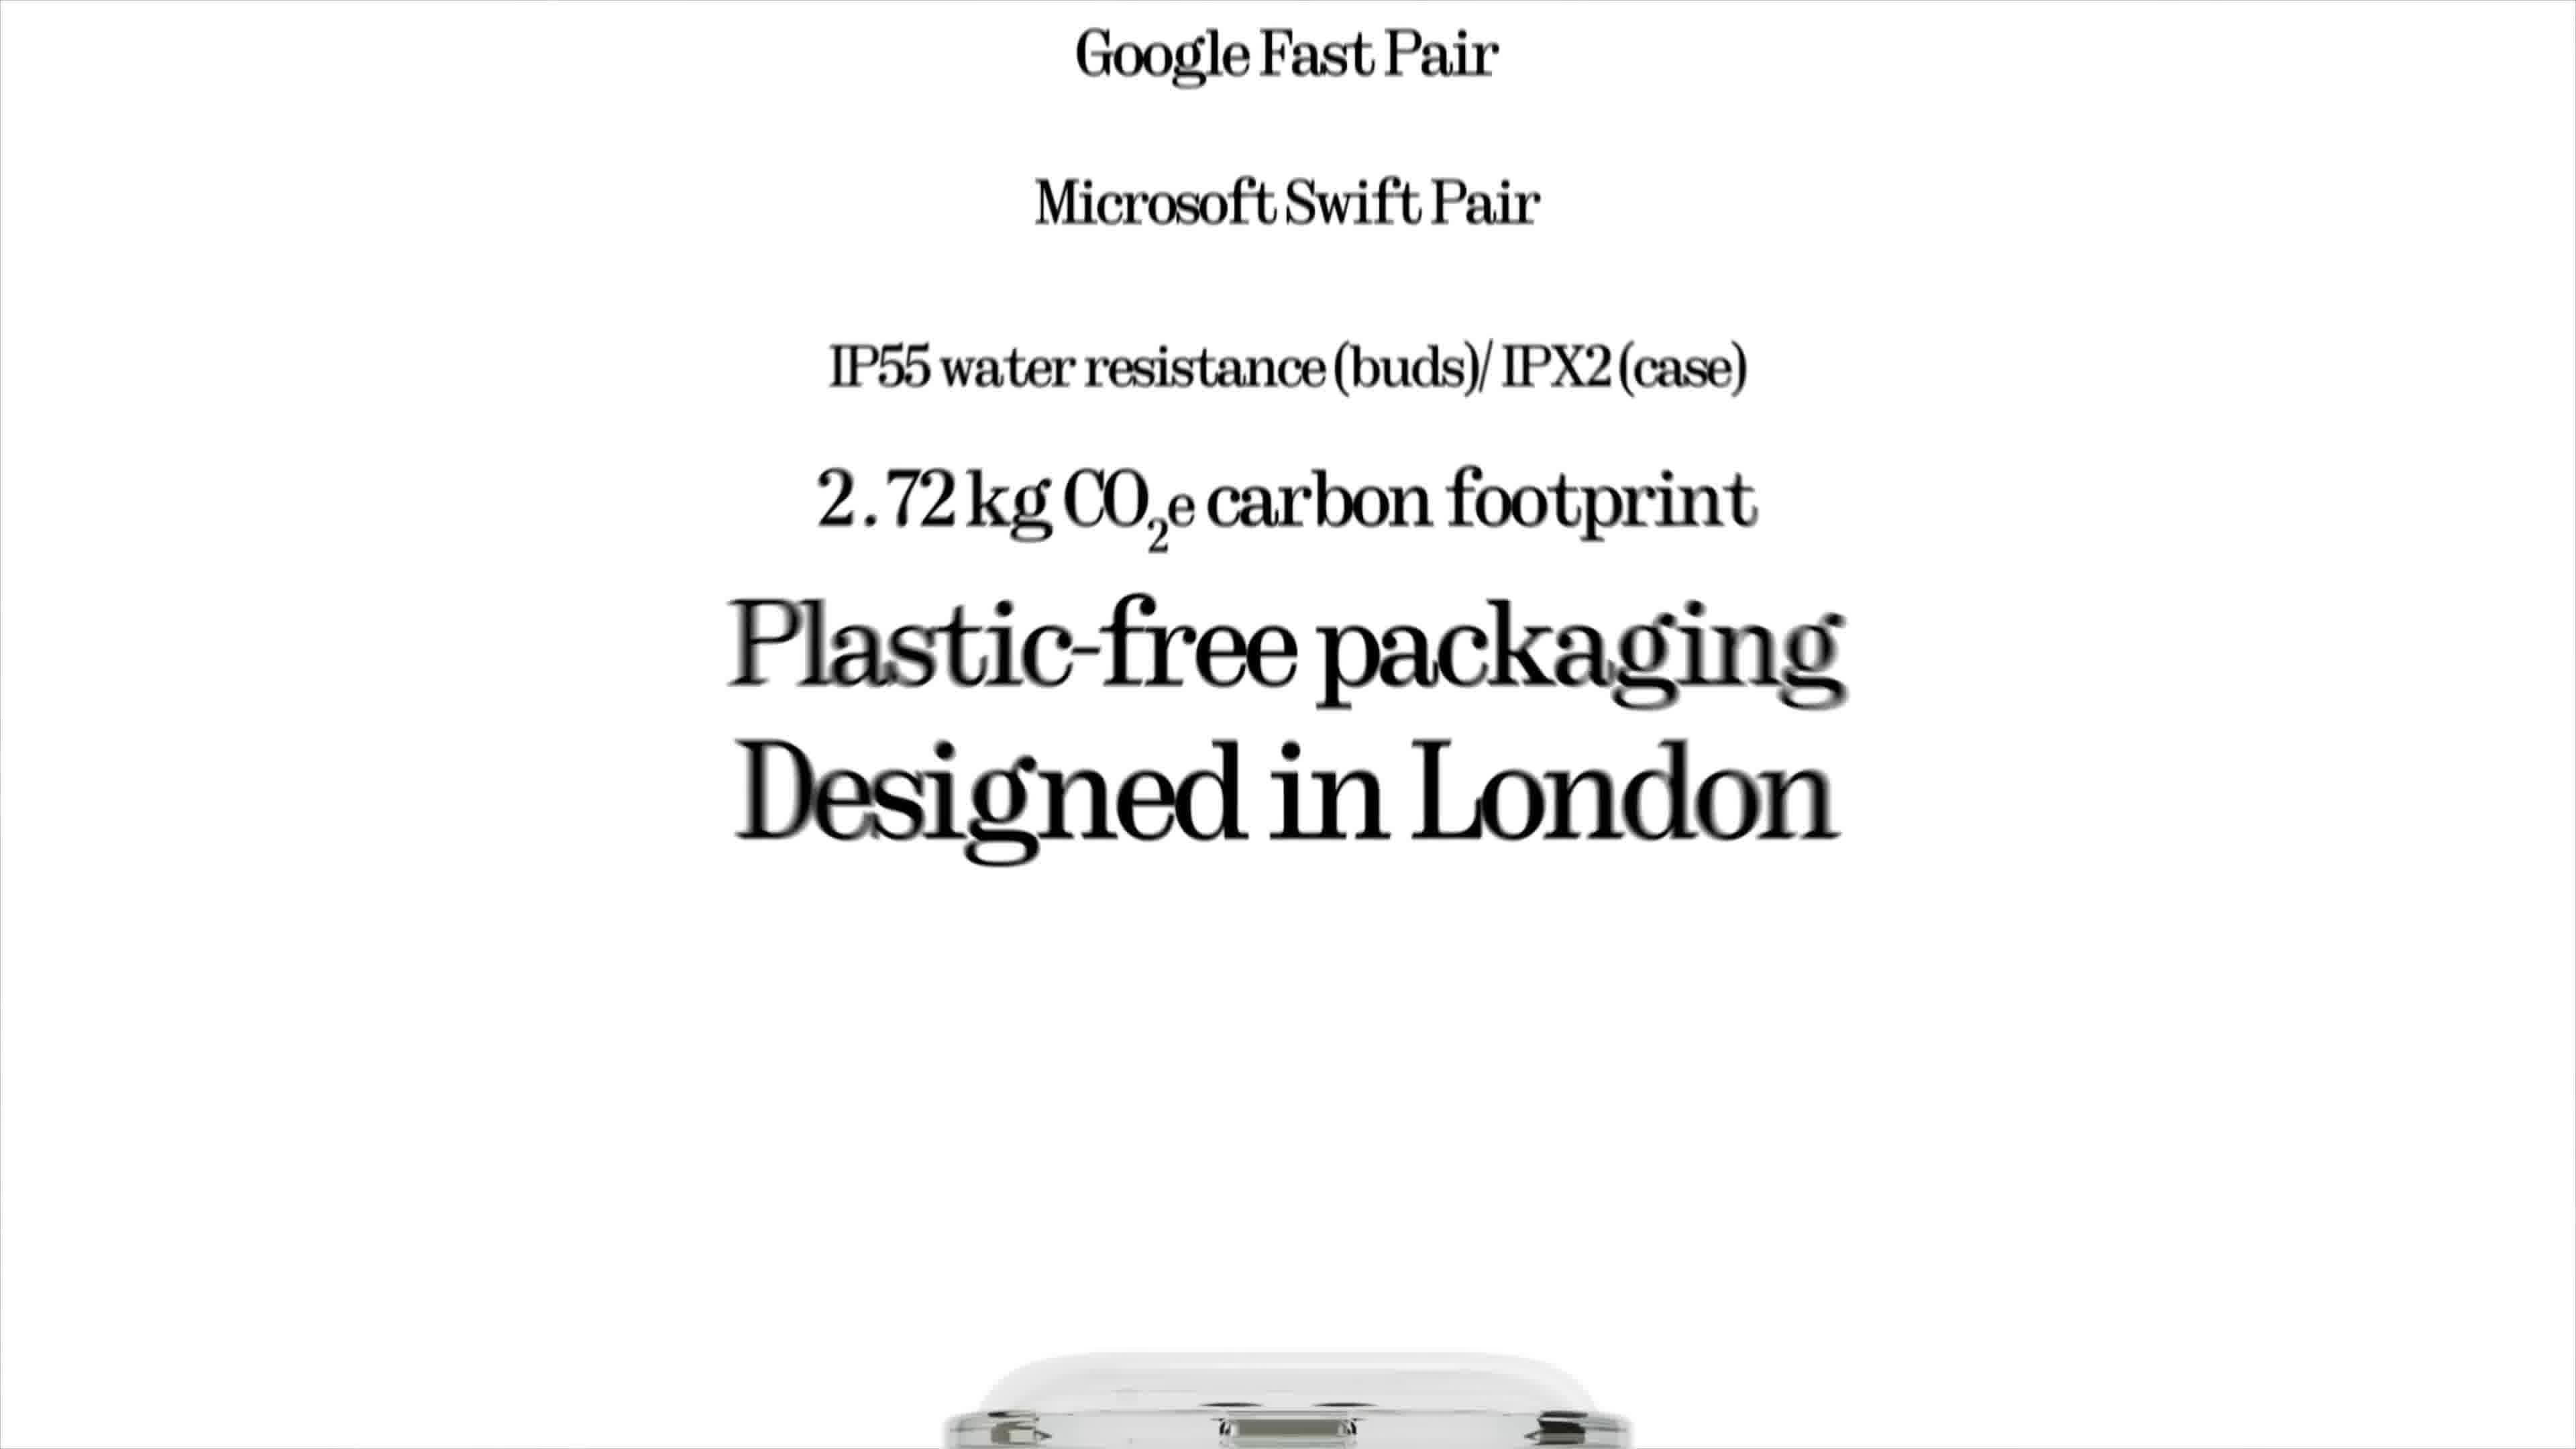 Google Fast Pair
Microsoft Swift Pair
IP55 water resistance (buds)/ IPX2 (case)
2.72 kg CO₂e carbon footprint
Plastic-free packaging
Designed in London